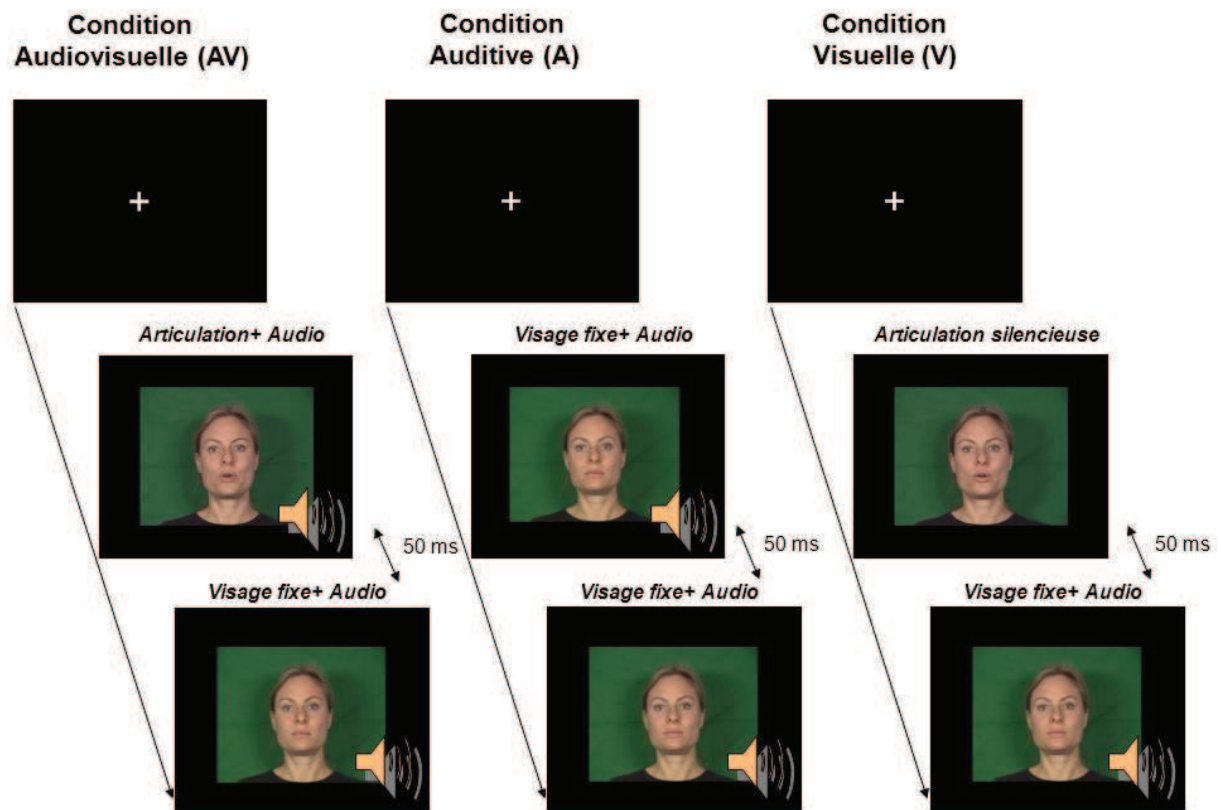 Condition
Audiovisuelle (AV)
Condition
Auditive (A)
Condition
Visuelle (V)
Articulation+ Audio
Visage fixe+ Audio
Articulation silencieuse
50 ms
50 ms
50 ms
Visage fixe+ Audio
Visage fixe+ Audio
Visage fixe+ Audio